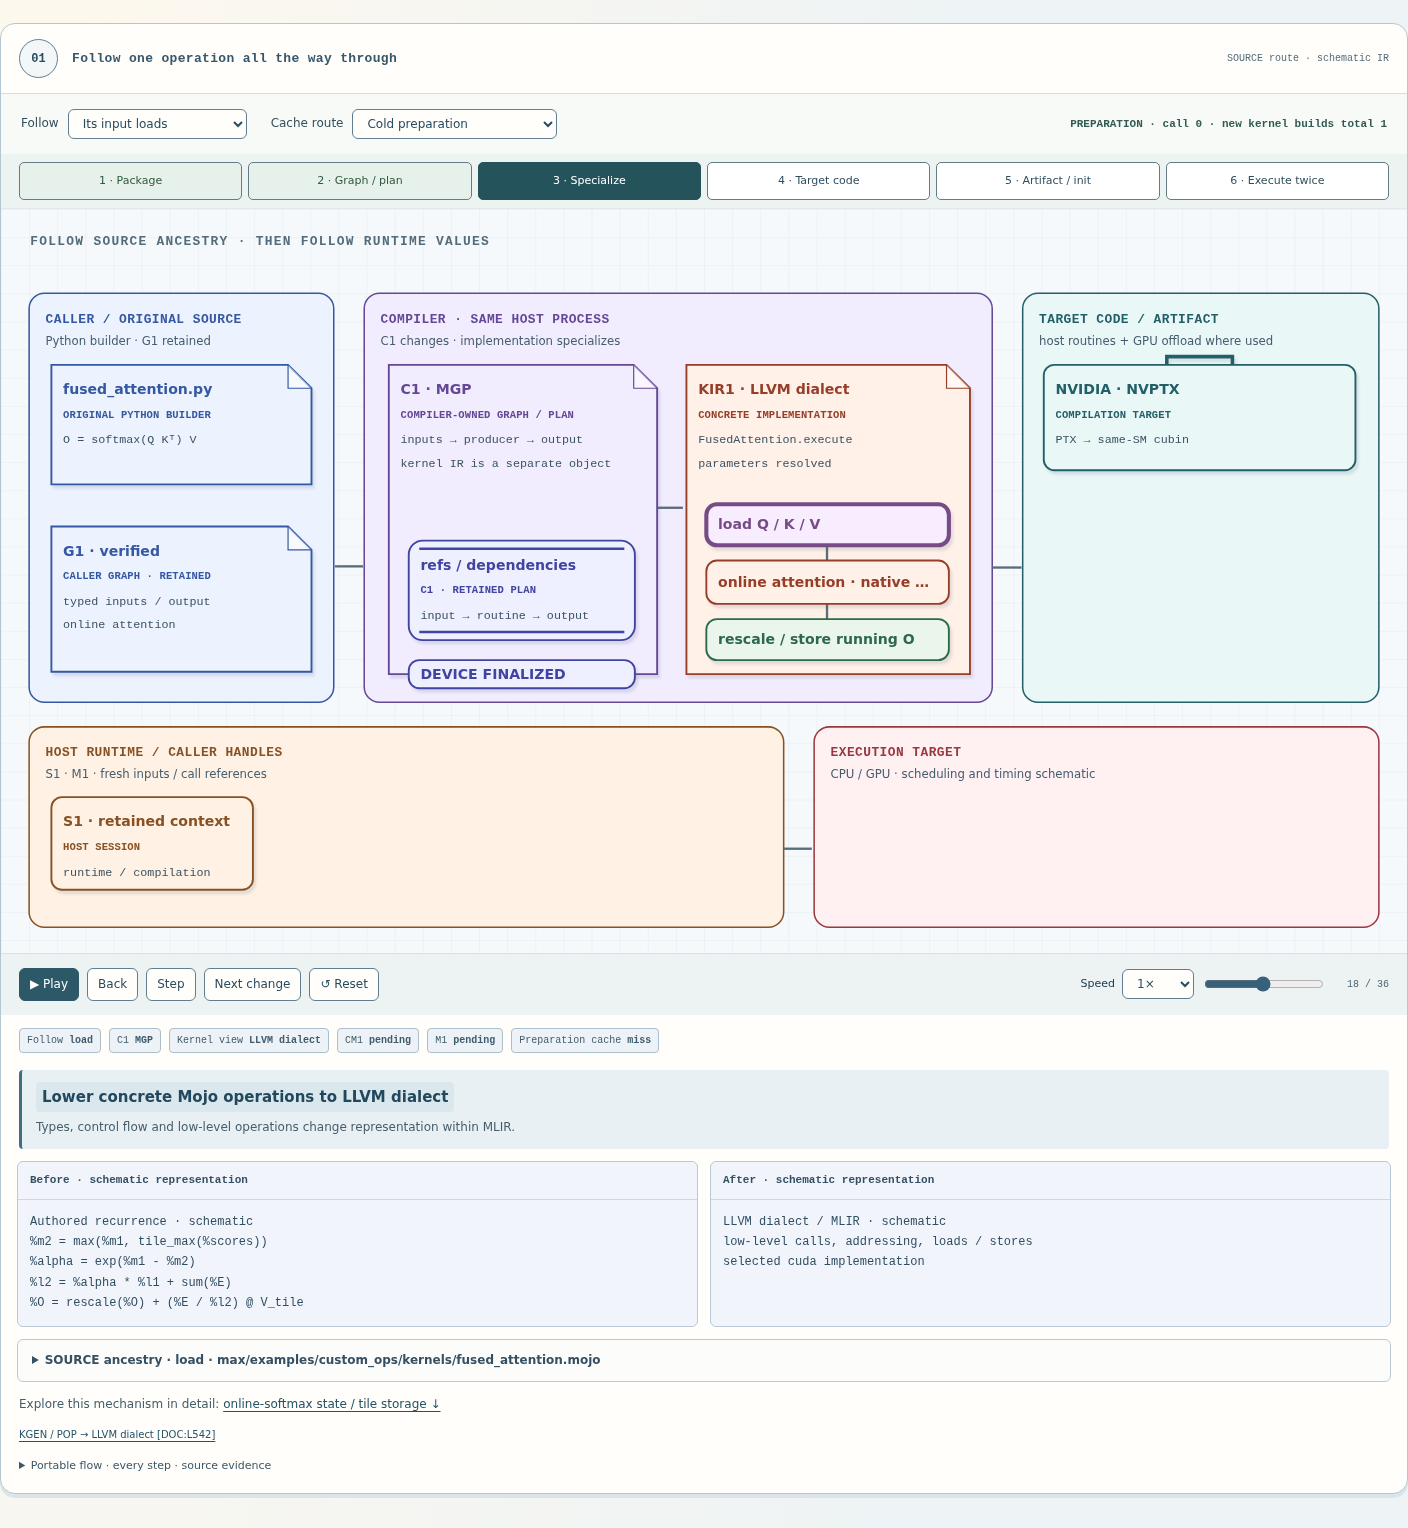 01
Follow one operation all the way through
SOURCE route · schematic IR
Follow
Its input loads
Cache route
Cold preparation
PREPARATION · call 0 · new kernel builds total 1
1 · Package
2 · Graph / plan
3 · Specialize
4 · Target code
5 · Artifact / init
6 · Execute twice
FOLLOW SOURCE ANCESTRY · THEN FOLLOW RUNTIME VALUES
CALLER / ORIGINAL SOURCE
Python builder · G1 retained
fused_attention.py
ORIGINAL PYTHON BUILDER
O = softmax(Q Kᵀ) V
G1 · verified
CALLER GRAPH · RETAINED
typed inputs / output
online attention
COMPILER · SAME HOST PROCESS
C1 changes · implementation specializes
C1 · MGP
COMPILER-OWNED GRAPH / PLAN
inputs → producer → output
kernel IR is a separate object
refs / dependencies
C1 · RETAINED PLAN
input → routine → output
DEVICE FINALIZED
KIR1 · LLVM dialect
CONCRETE IMPLEMENTATION
FusedAttention.execute
parameters resolved
load Q / K / V
online attention · native …
rescale / store running O
TARGET CODE / ARTIFACT
host routines + GPU offload where used
NVIDIA · NVPTX
COMPILATION TARGET
PTX → same-SM cubin
HOST RUNTIME / CALLER HANDLES
S1 · M1 · fresh inputs / call references
S1 · retained context
HOST SESSION
runtime / compilation
EXECUTION TARGET
CPU / GPU · scheduling and timing schematic
▶ Play
Back
Step
Next change
↺ Reset
Speed
1×
18 / 36
Follow load
C1 MGP
Kernel view LLVM dialect
CM1 pending
M1 pending
Preparation cache miss
Lower concrete Mojo operations to LLVM dialect
Types, control flow and low-level operations change representation within MLIR.
Before · schematic representation
Authored recurrence · schematic
%m2 = max(%m1, tile_max(%scores))
%alpha = exp(%m1 - %m2)
%l2 = %alpha * %l1 + sum(%E)
%O = rescale(%O) + (%E / %l2) @ V_tile
After · schematic representation
LLVM dialect / MLIR · schematic
low-level calls, addressing, loads / stores
selected cuda implementation
▶ SOURCE ancestry · load · max/examples/custom_ops/kernels/fused_attention.mojo
Explore this mechanism in detail: online-softmax state / tile storage ↓
KGEN / POP → LLVM dialect [DOC:L542]
▶ Portable flow · every step · source evidence